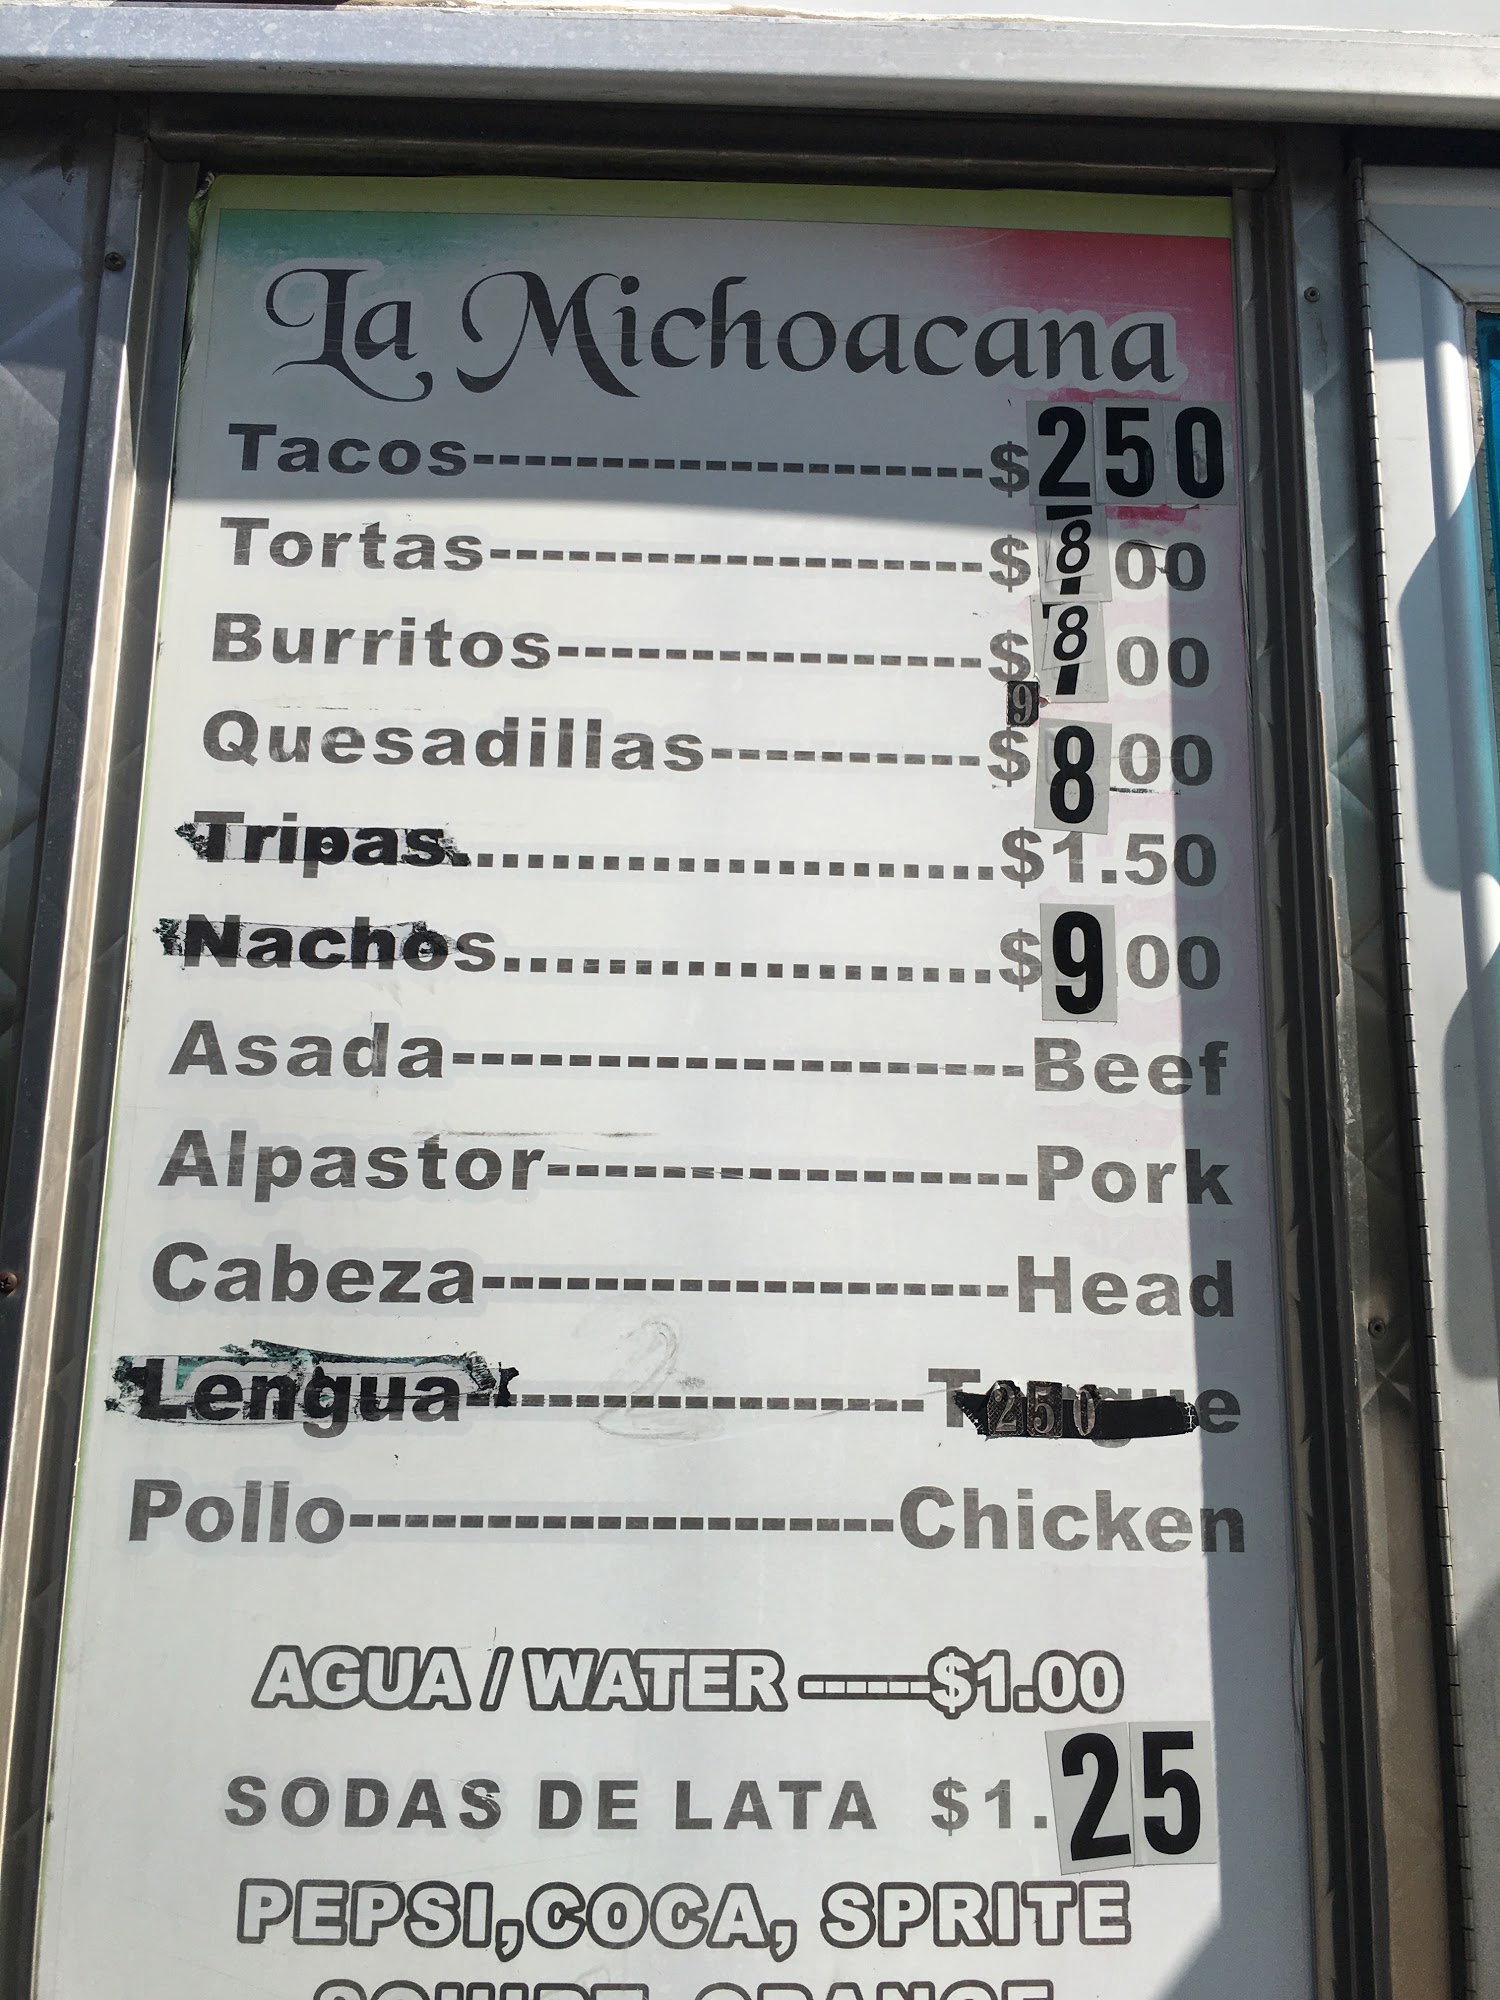 La Michoacana
Tacos-------------------$250
Tortas------------------$8.00
Burritos----------------$8.00
9
Quesadillas----------$8.00
Tripas..............................$1.50
Nachos............................$9.00
Asada---------------------Beef
Alpastor-----------------Pork
Cabeza-------------------Head
Lengua------------------Tongue
250
Pollo--------------------Chicken
AGUA / WATER ------$1.00
SODAS DE LATA $1.25
PEPSI,COCA, SPRITE